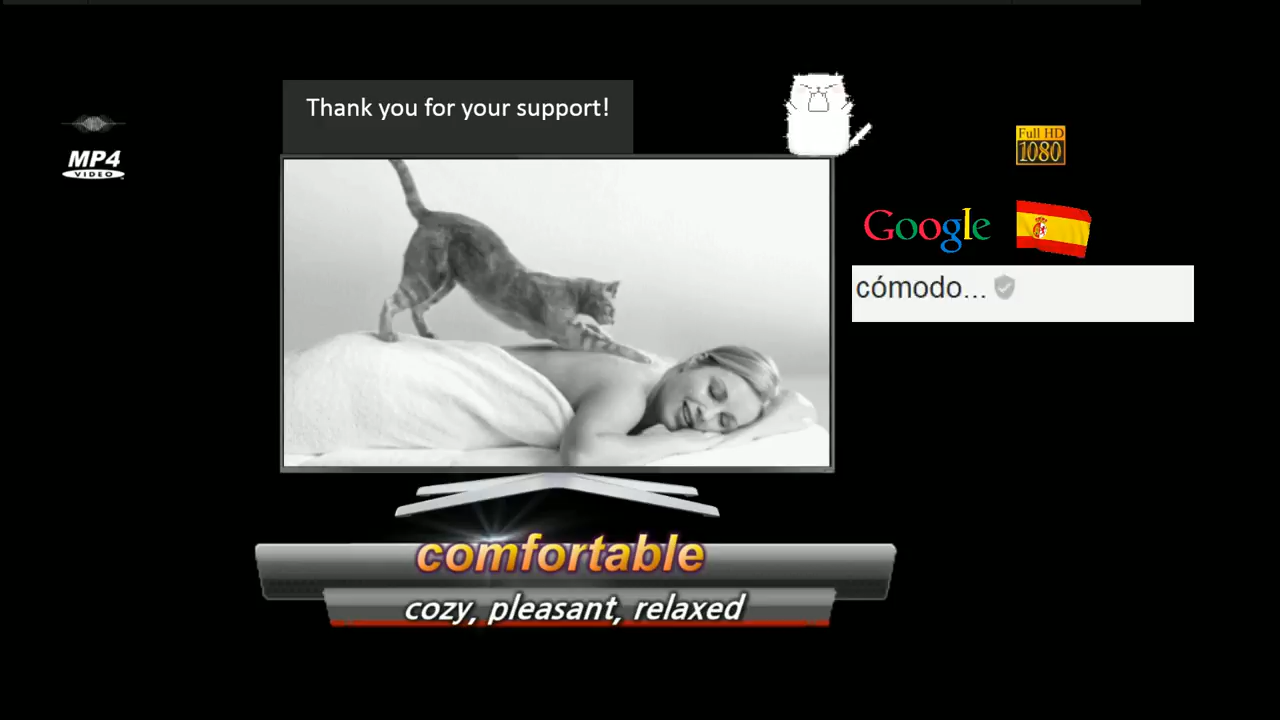 Thank you for your support!
MP4
VIDEO
Full HD
1080
Google
cómodo...
comfortable
cozy, pleasant, relaxed